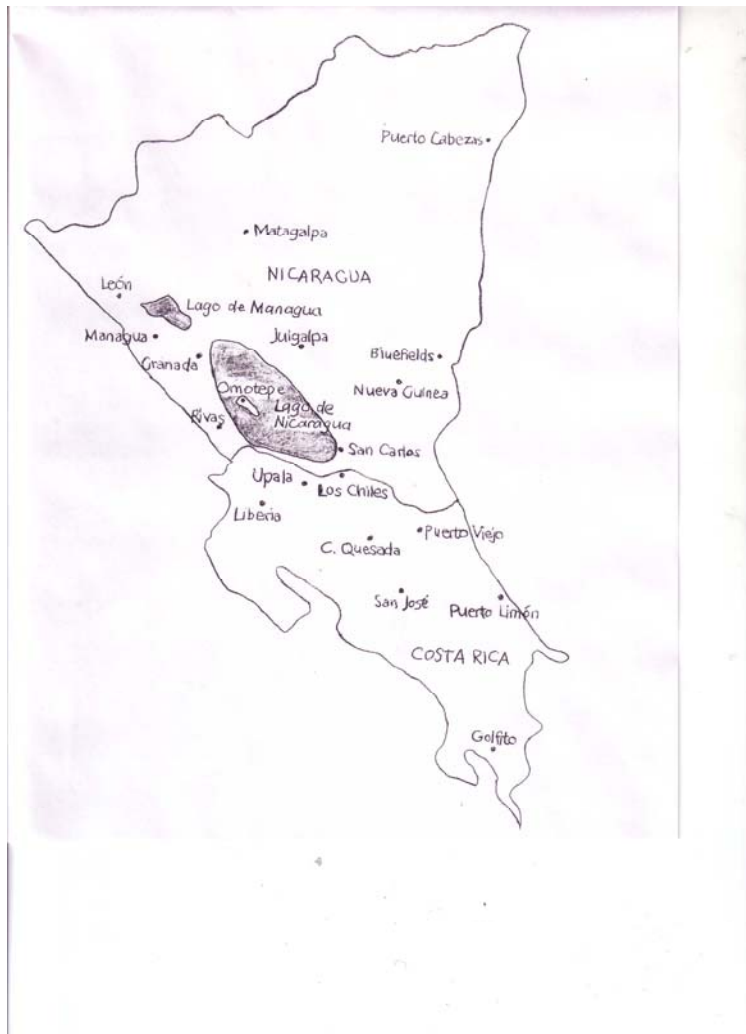 Puerto Cabezas
Matagalpa
NICARAGUA
León
Lago de Managua
Managua
Juigalpa
Granada
Bluefields
Omotepe
Nueva Guinea
Lago de
Nicaragua
Rivas
San Carlos
Upala
Los Chiles
Liberia
Puerto Viejo
C. Quesada
San José
Puerto Limón
COSTA RICA
Golfito